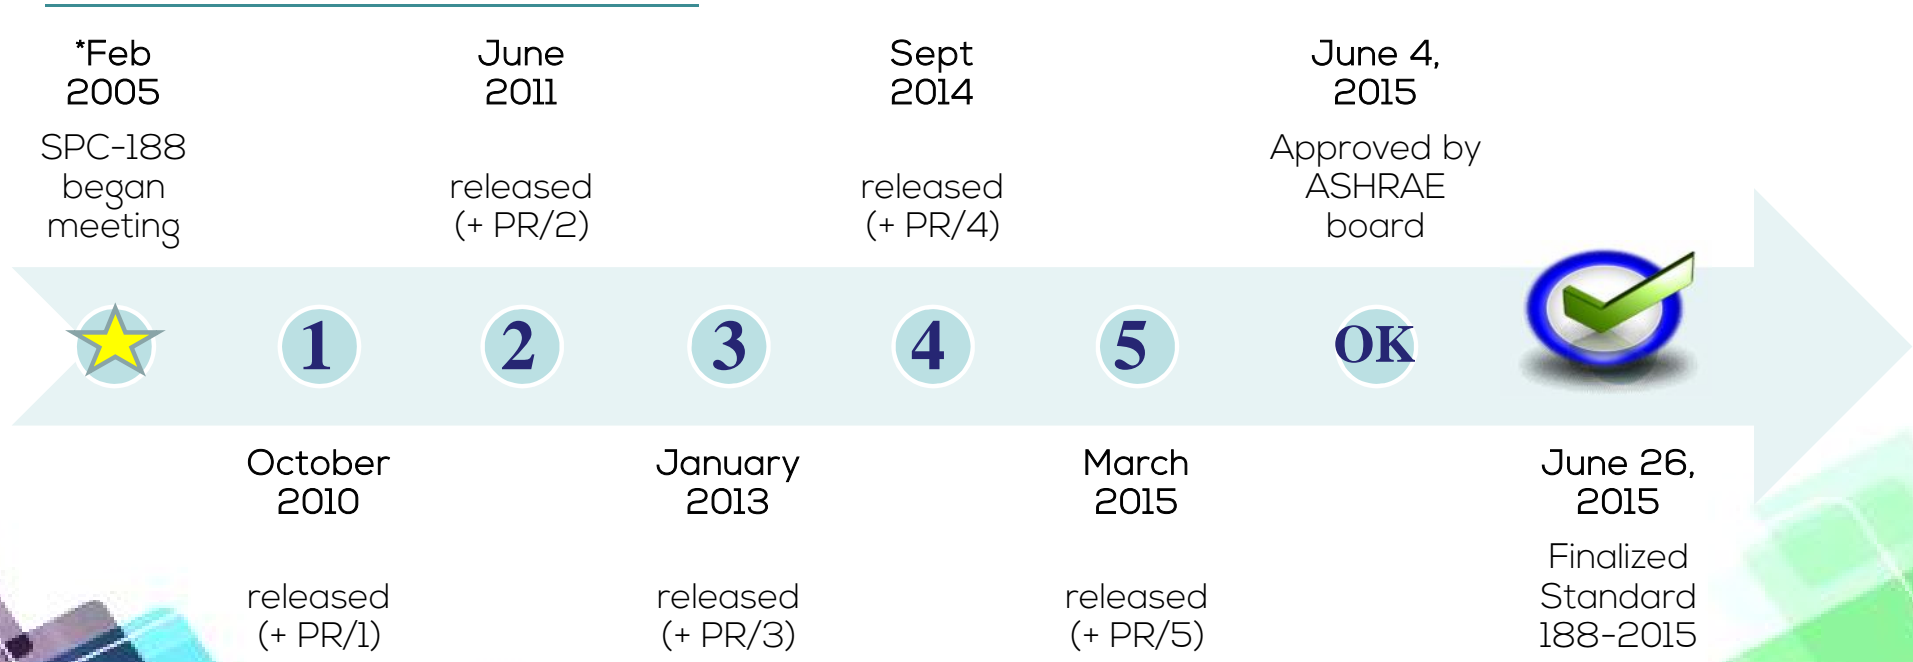 *Feb
2005
SPC-188
began
meeting
June
2011
released
(+ PR/2)
Sept
2014
released
(+ PR/4)
June 4,
2015
Approved by
ASHRAE
board
1
2
3
4
5
OK
October
2010
released
(+ PR/1)
January
2013
released
(+ PR/3)
March
2015
released
(+ PR/5)
June 26,
2015
Finalized
Standard
188-2015